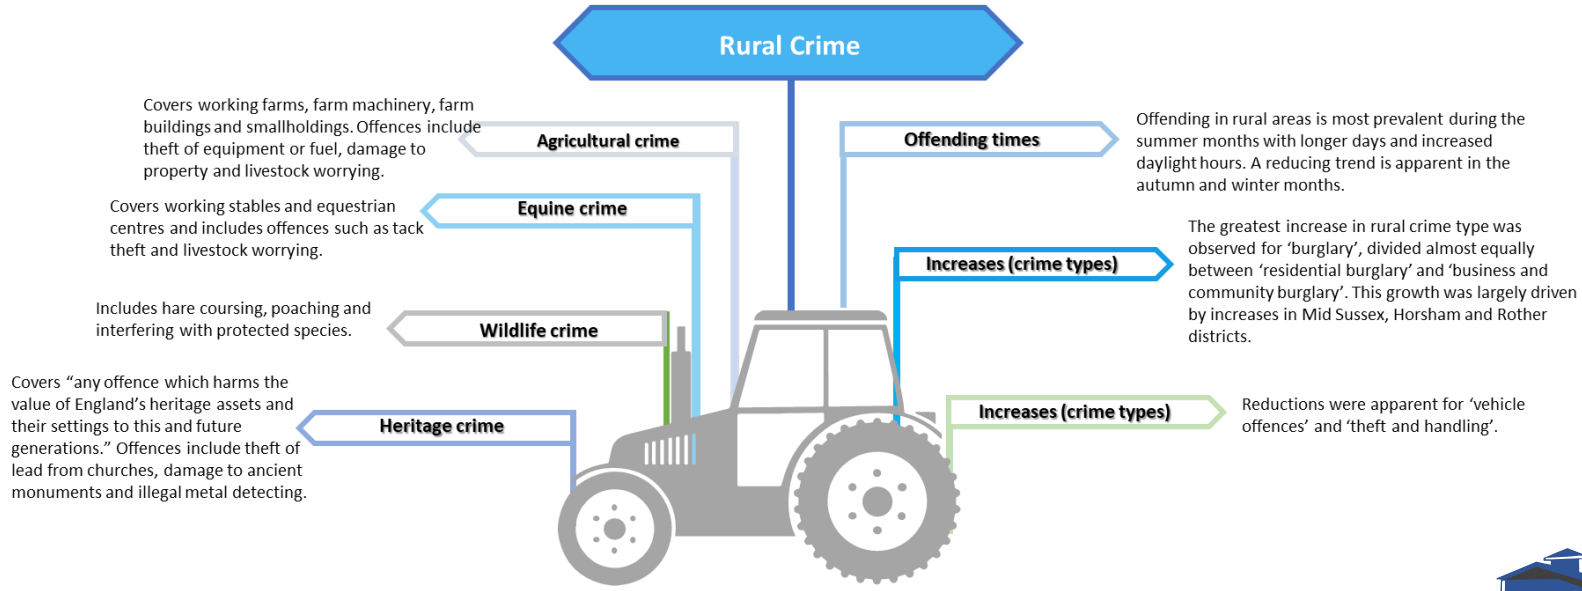 Rural Crime
Covers working farms, farm machinery, farm
buildings and smallholdings. Offences include
theft of equipment or fuel, damage to
property and livestock worrying.
Agricultural crime
Covers working stables and equestrian
centres and includes offences such as tack
theft and livestock worrying.
Equine crime
Includes hare coursing, poaching and
interfering with protected species.
Wildlife crime
Covers “any offence which harms the
value of England’s heritage assets and
their settings to this and future
generations.” Offences include theft of
lead from churches, damage to ancient
monuments and illegal metal detecting.
Heritage crime
Offending times
Offending in rural areas is most prevalent during the
summer months with longer days and increased
daylight hours. A reducing trend is apparent in the
autumn and winter months.
Increases (crime types)
The greatest increase in rural crime type was
observed for ‘burglary’, divided almost equally
between ‘residential burglary’ and ‘business and
community burglary’. This growth was largely driven
by increases in Mid Sussex, Horsham and Rother
districts.
Increases (crime types)
Reductions were apparent for ‘vehicle
offences’ and ‘theft and handling’.